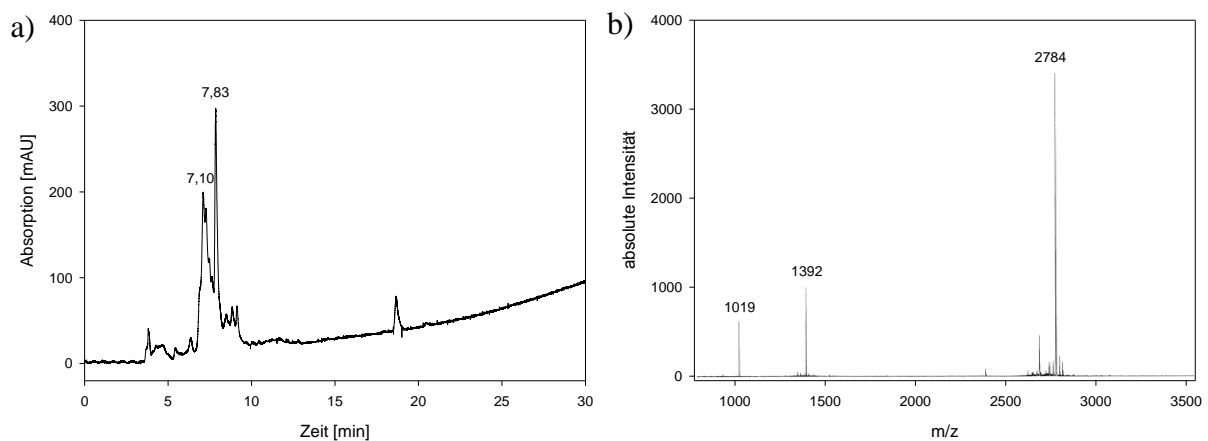 a)
400
300
200
100
0
Absorption [mAU]
7,83
7,10
0 5 10 15 20 25 30
Zeit [min]
b)
4000
3000
2000
1000
0
absolute Intensität
2784
1392
1019
1000 1500 2000 2500 3000 3500
m/z